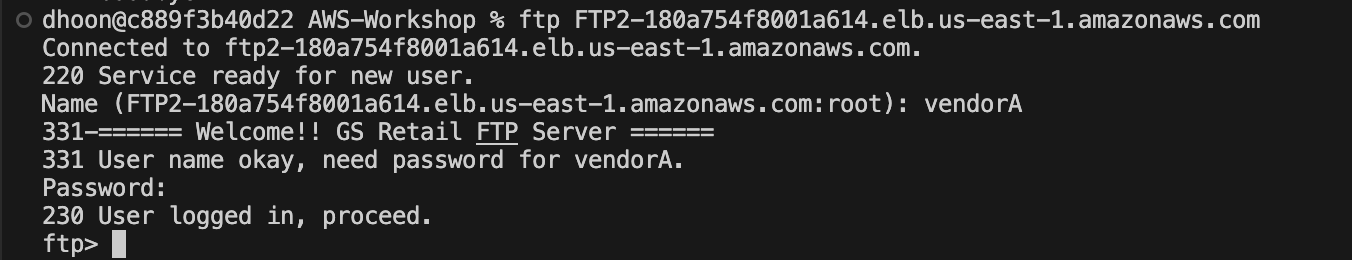 dhoon@c889f3b40d22 AWS-Workshop % ftp FTP2-180a754f8001a614.elb.us-east-1.amazonaws.com
Connected to ftp2-180a754f8001a614.elb.us-east-1.amazonaws.com.
220 Service ready for new user.
Name (FTP2-180a754f8001a614.elb.us-east-1.amazonaws.com:root): vendorA
331-====== Welcome!! GS Retail FTP Server ======
331 User name okay, need password for vendorA.
Password:
230 User logged in, proceed.
ftp>